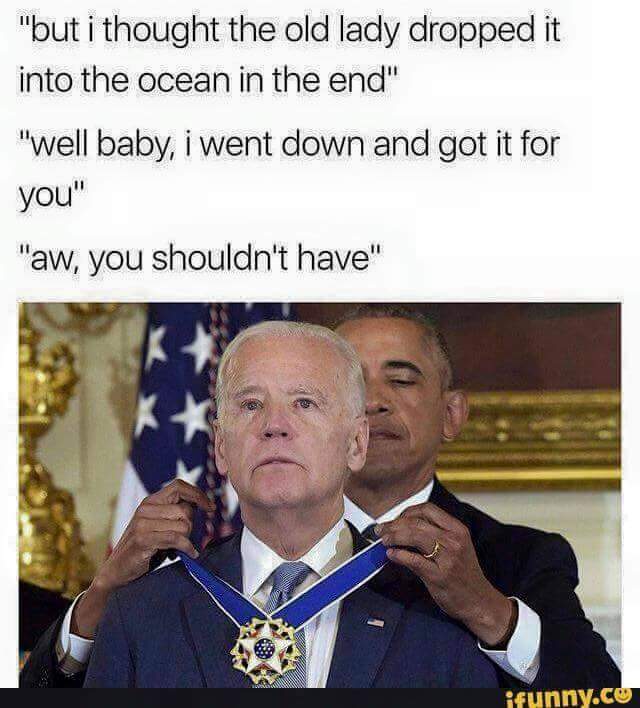 "but i thought the old lady dropped it
into the ocean in the end"
"well baby, i went down and got it for
you"
"aw, you shouldn't have"
ifunny.ce